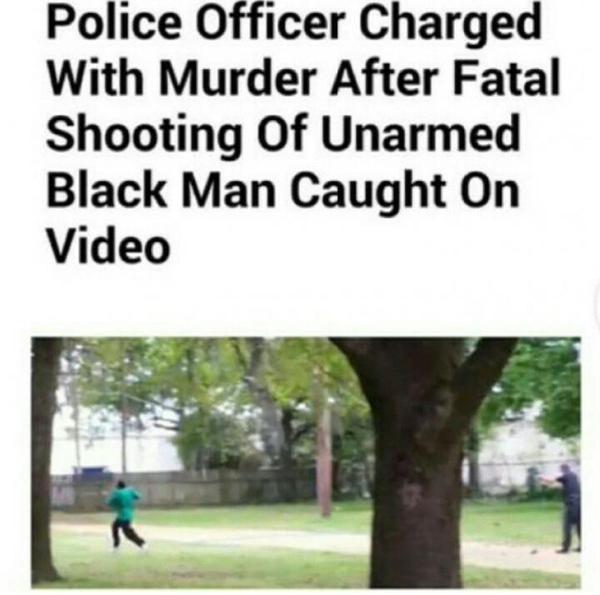 Police Officer Charged
With Murder After Fatal
Shooting Of Unarmed
Black Man Caught On
Video